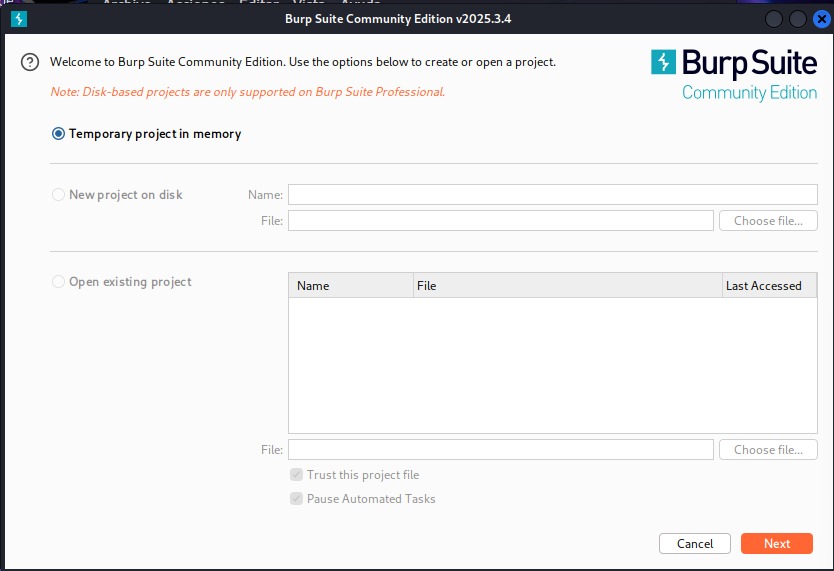 Burp Suite Community Edition v2025.3.4
Welcome to Burp Suite Community Edition. Use the options below to create or open a project.
Note: Disk-based projects are only supported on Burp Suite Professional.
Burp Suite
Community Edition
Temporary project in memory
New project on disk
Name:
File:
Choose file...
Open existing project
Name File Last Accessed
File:
Choose file...
Trust this project file
Pause Automated Tasks
Cancel
Next